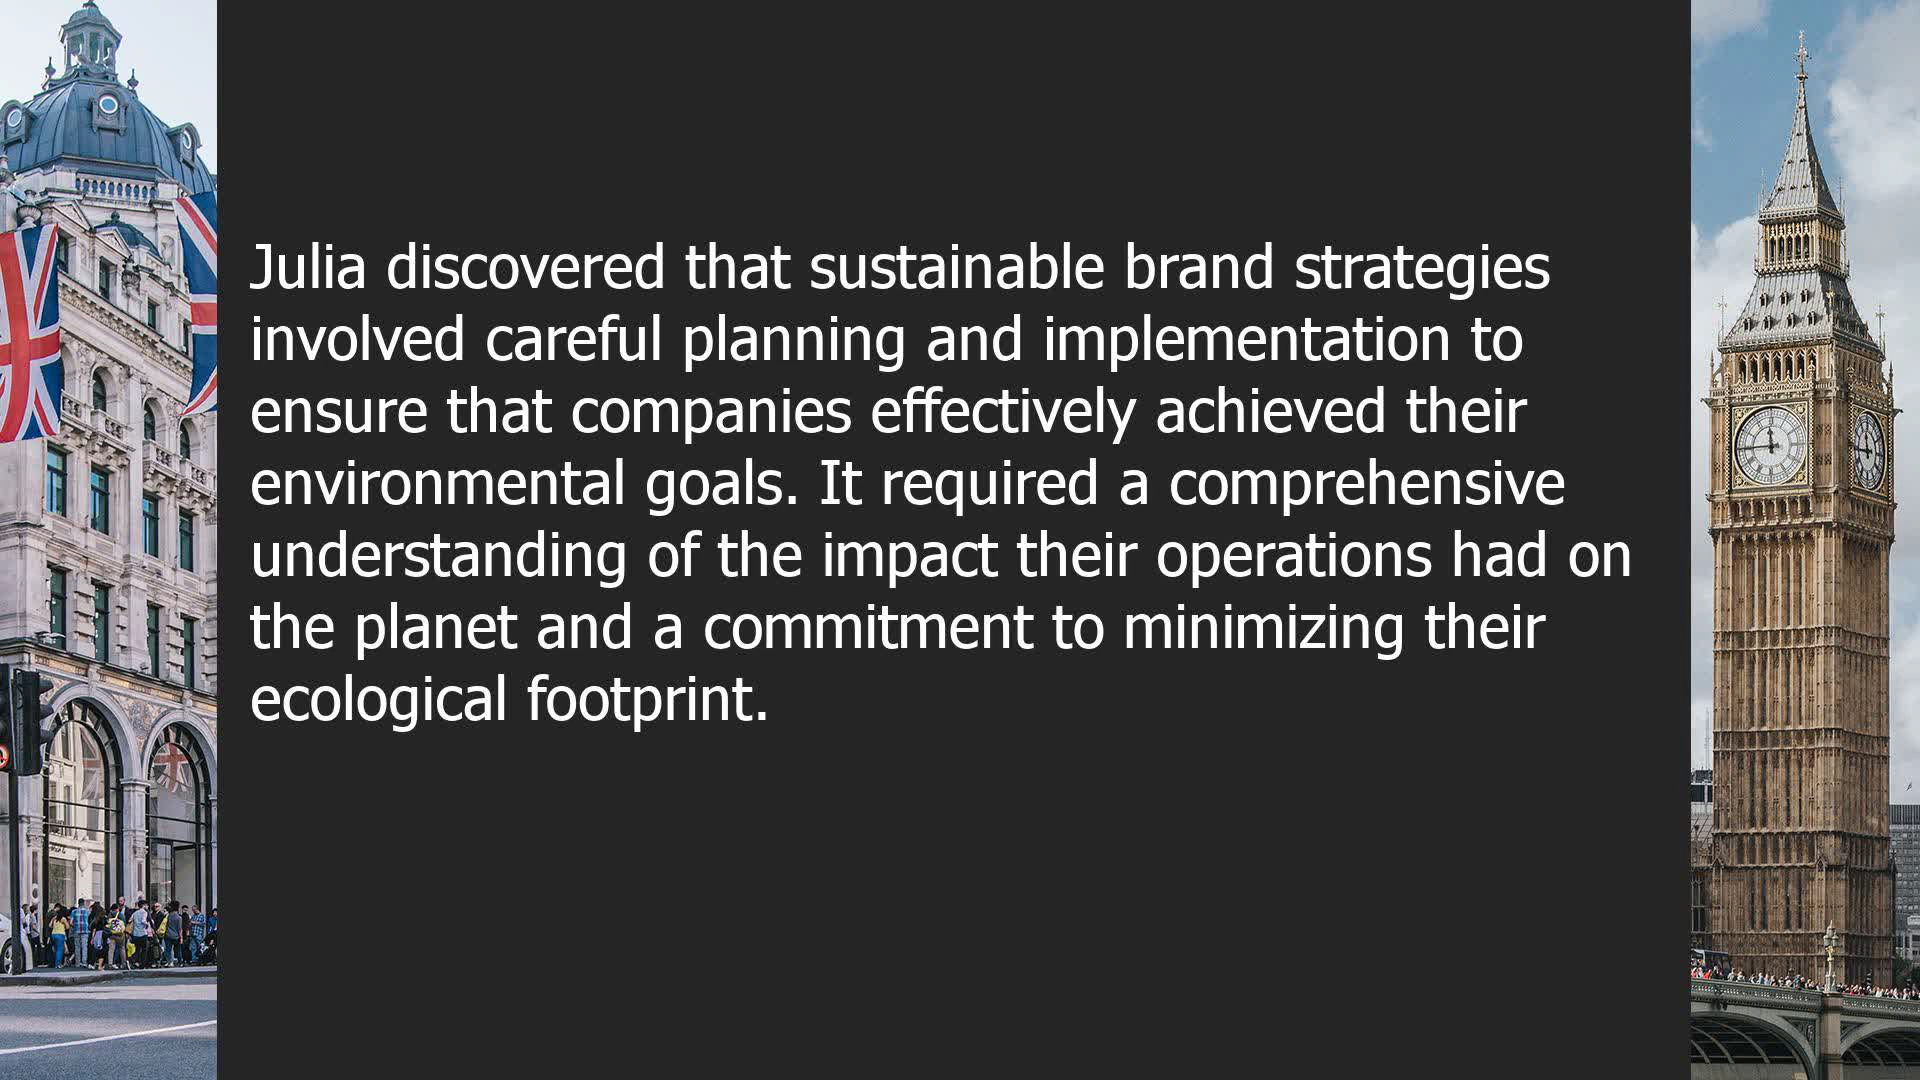 Julia discovered that sustainable brand strategies
involved careful planning and implementation to
ensure that companies effectively achieved their
environmental goals. It required a comprehensive
understanding of the impact their operations had on
the planet and a commitment to minimizing their
ecological footprint.